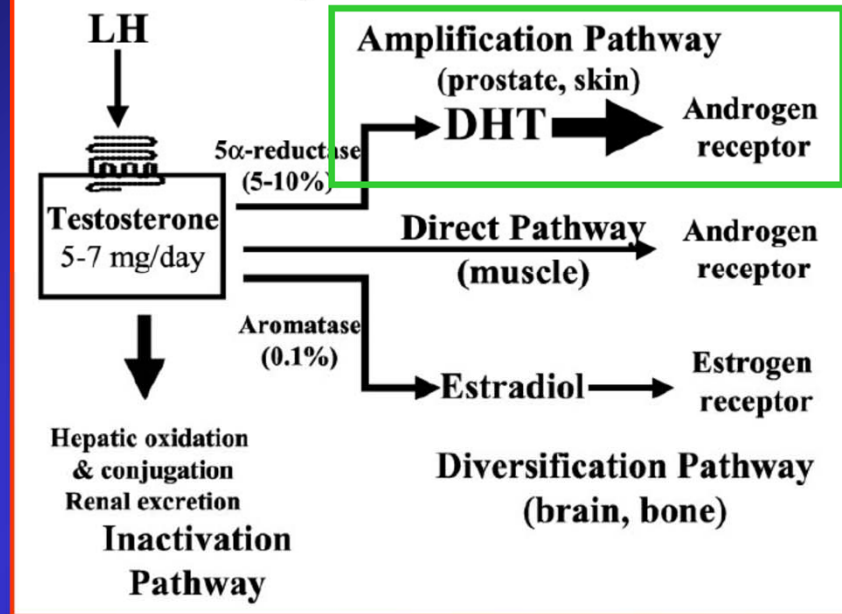 LH
Amplification Pathway
(prostate, skin)
DHT
Androgen
receptor
5α-reductase
(5-10%)
Testosterone
5-7 mg/day
Direct Pathway
(muscle)
Androgen
receptor
Aromatase
(0.1%)
Estradiol
Estrogen
receptor
Hepatic oxidation
& conjugation
Renal excretion
Inactivation
Pathway
Diversification Pathway
(brain, bone)